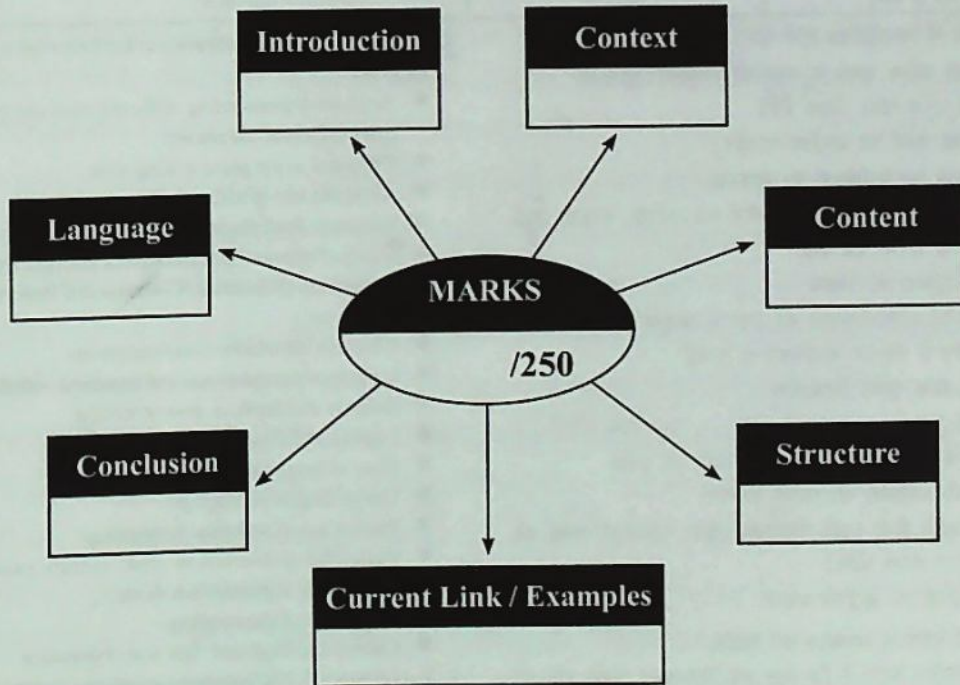 Introduction
Context
Language
Content
MARKS
/250
Conclusion
Structure
Current Link / Examples